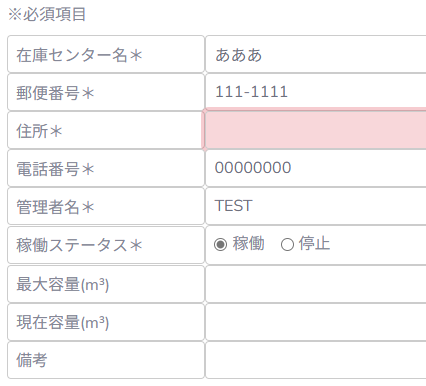 ※必須項目
在庫センター名＊ あああ
郵便番号＊ 111-1111
住所＊
電話番号＊ 00000000
管理者名＊ TEST
稼働ステータス＊ 稼働 停止
最大容量(m³)
現在容量(m³)
備考